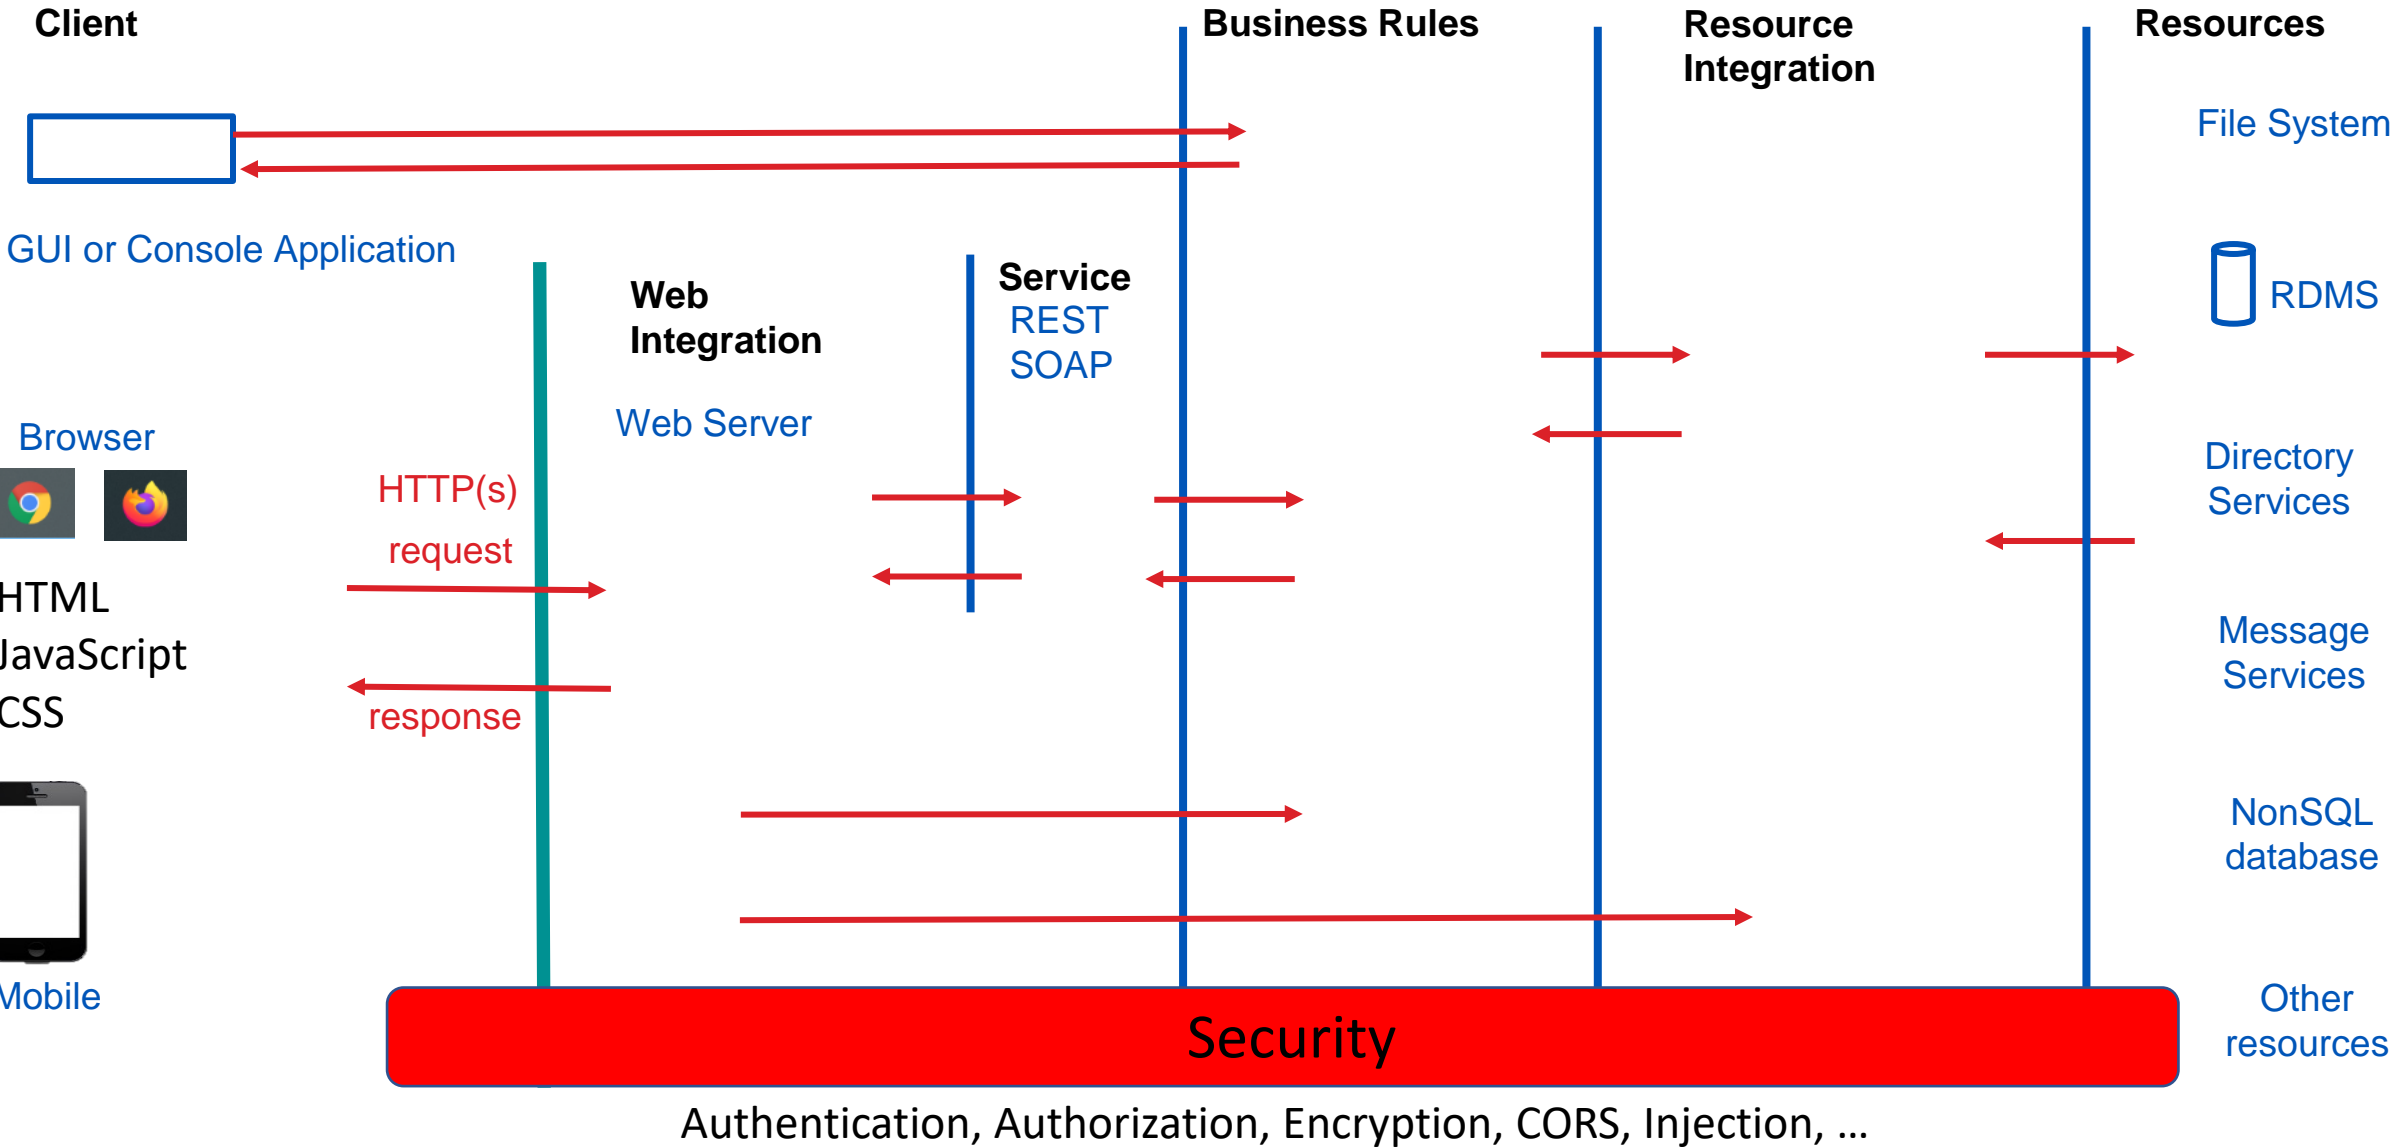 Client
Business Rules
Resource
Integration
Resources
File System
GUI or Console Application
Web
Integration
Service
REST
SOAP
RDMS
Web Server
Browser
HTTP(s)
request
Directory
Services
HTML
JavaScript
CSS
response
Message
Services
NonSQL
database
Mobile
Other
resources
Security
Authentication, Authorization, Encryption, CORS, Injection, ...